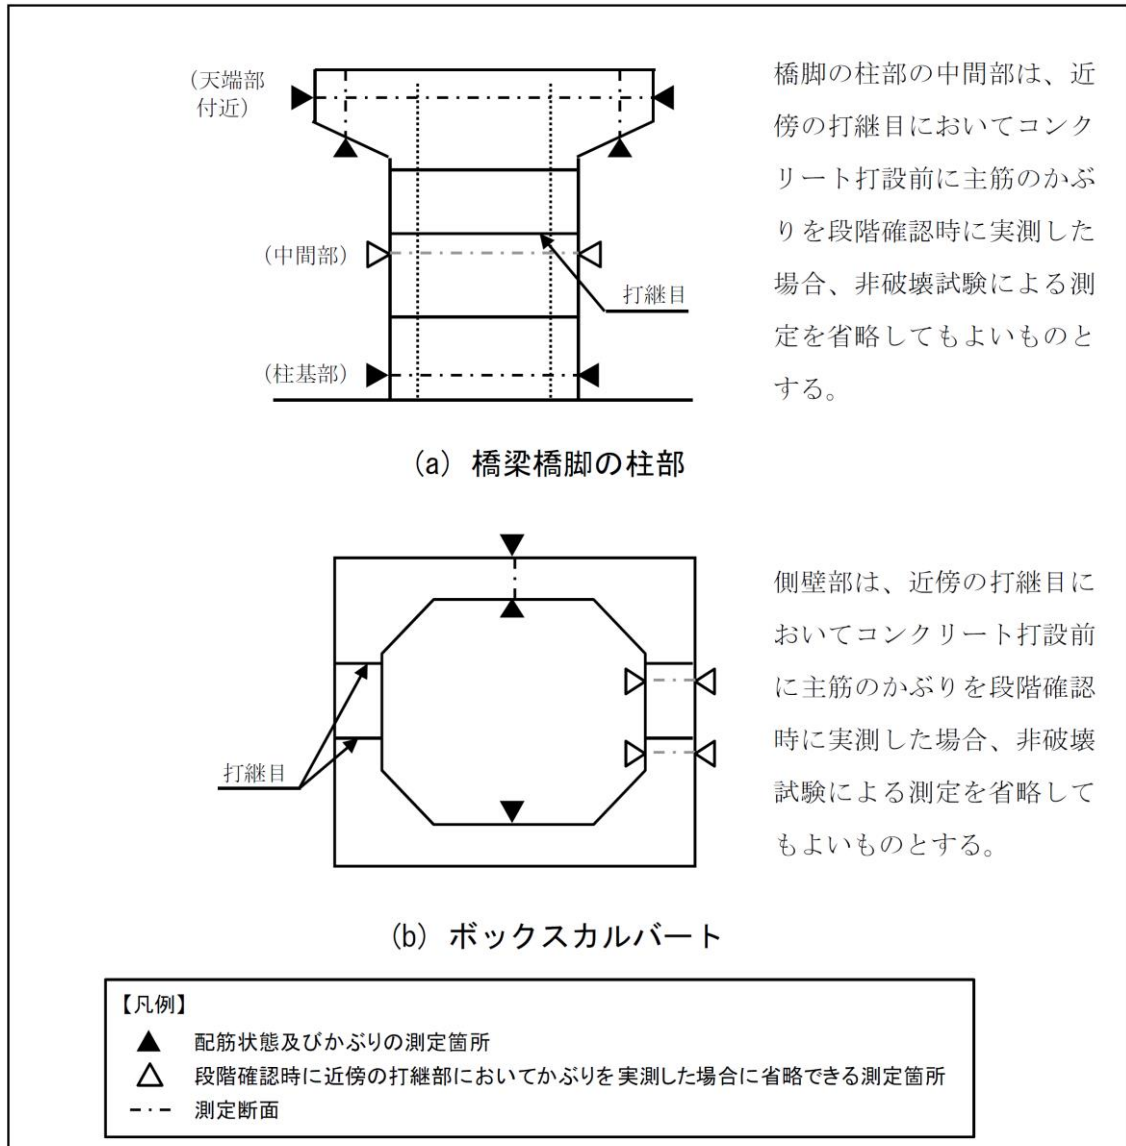 （天端部
付近）
橋脚の柱部の中間部は、近
傍の打継目においてコンク
リート打設前に主筋のかぶ
りを段階確認時に実測した
場合、非破壊試験による測
定を省略してもよいものと
する。
（中間部）
打継目
（柱基部）
(a) 橋梁橋脚の柱部
側壁部は、近傍の打継目に
おいてコンクリート打設前
に主筋のかぶりを段階確認
時に実測した場合、非破壊
試験による測定を省略して
もよいものとする。
打継目
(b) ボックスカルバート
【凡例】
配筋状態及びかぶりの測定箇所
段階確認時に近傍の打継部においてかぶりを実測した場合に省略できる測定箇所
測定断面